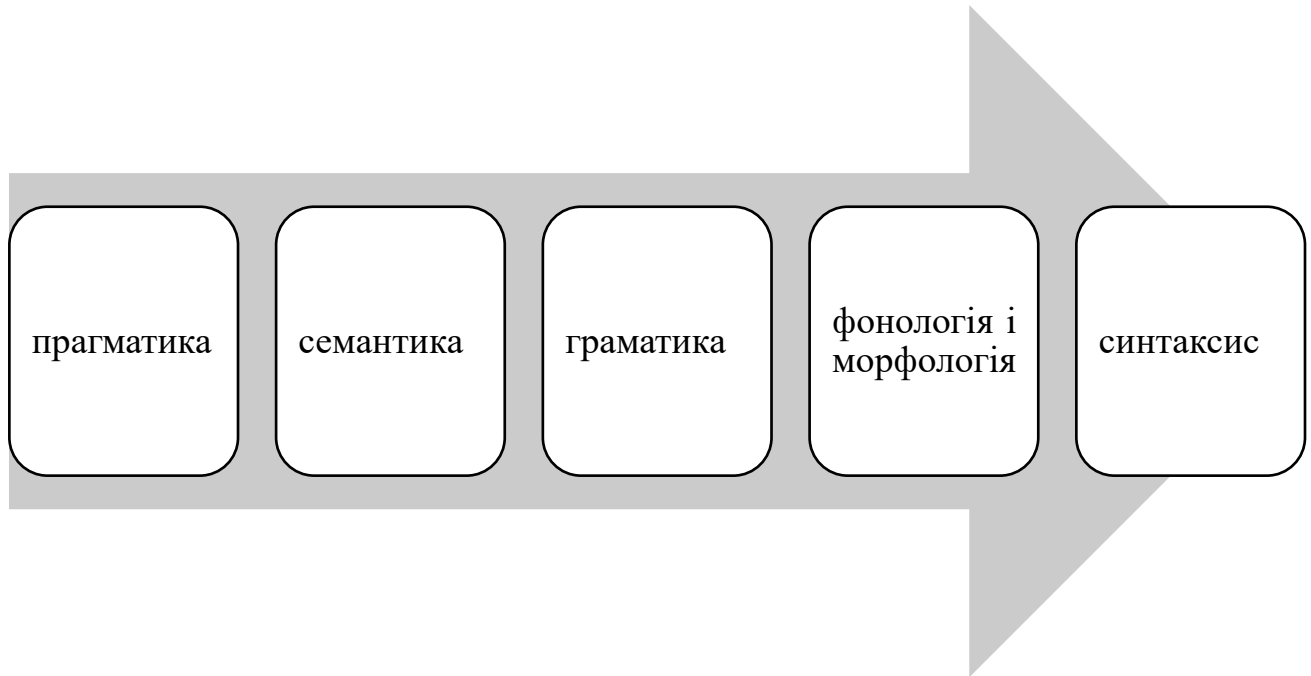 прагматика
семантика
граматика
фонологія і
морфологія
синтаксис